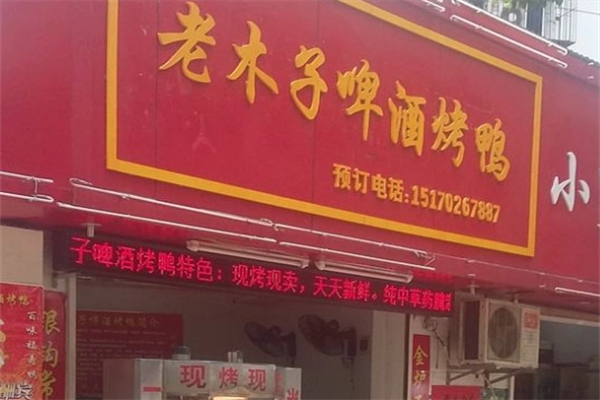 老木子啤酒烤鸭
预订电话:15170267887
小
子啤酒烤鸭特色：现烤现卖，天天新鲜。纯中草药腌
现烤现